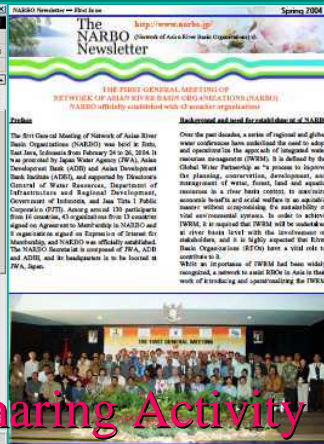 NARBO Newsletter — First Issue
Spring 2004
The
NARBO
Newsletter
http://www.narbo.jp/
(Network of Asian River Basin Organizations)
THE FIRST GENERAL MEETING OF
NETWORK OF ASIAN RIVER BASIN ORGANIZATIONS (NARBO)
NARBO officially established with 43 member organizations
Preface
The first General Meeting of Network of Asian River
Basin Organizations (NARBO) was held in Batu,
East Java, Indonesia from February 24 to 26, 2004. It
was promoted by Japan Water Agency (JWA), Asian
Development Bank (ADB) and Asian Development
Bank Institute (ADBI), and supported by Directorate
General of Water Resources, Department of
Infrastructure and Regional Development,
Government of Indonesia, and Jasa Tirta I Public
Corporation (PJTI). Among around 130 participants
from 16 countries, 43 organizations from 13 countries
signed on Agreement to Membership in NARBO and
8 organizations signed on Expression of Interest for
Membership, and NARBO was officially established.
The NARBO Secretariat is composed of JWA, ADB
and ADBI, and its headquarters is to be located at
JWA, Japan.
Background and need for establishment of NARB
Over the past decades, a series of regional and globa
water conferences have underlined the need to adopt
and operationalize the approach of integrated water
resources management (IWRM). It is defined by the
Global Water Partnership as "a process to improve
the planning, conservation, development, and
management of water, forest, land and aquatic
resources in a river basin context, to maximize
economic benefits and social welfare in an equitable
manner without compromising the sustainability o
vital environmental systems. In order to achieve
IWRM, it is required that IWRM will be undertaken
at river basin level with the involvement o
stakeholders, and it is highly expected that River
Basin Organizations (RBOs) have a vital role to
contribute to it.
Whilst an importance of IWRM had been widely
recognized, a network to assist RBOs in Asia in their
work of introducing and operationalizing the IWRM
THE FIRST GENERAL MEETING
haring Activity